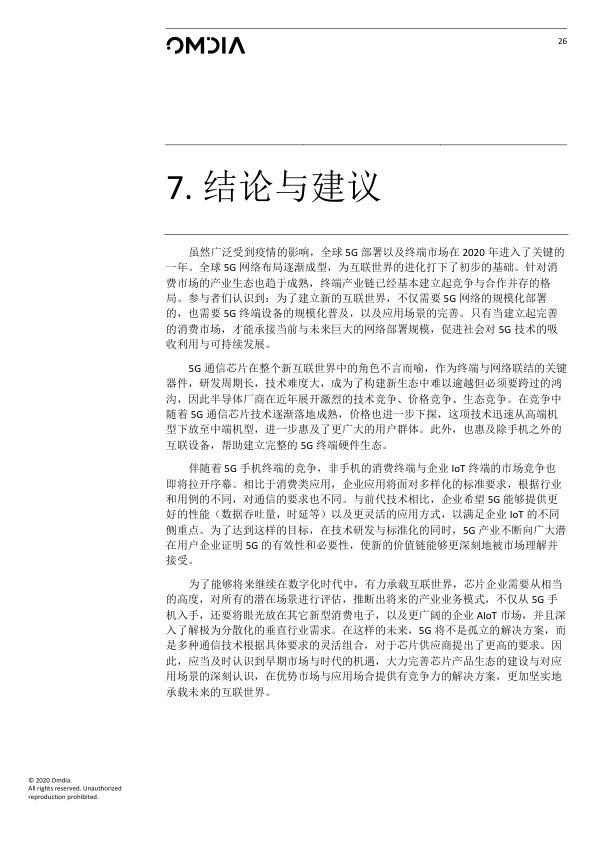 OMDIA
26
7. 结论与建议
虽然广泛受到疫情的影响，全球 5G 部署以及终端市场在 2020 年进入了关键的
一年。全球 5G 网络布局逐渐成型，为互联世界的进化打下了初步的基础。针对消
费市场的产业生态也趋于成熟，终端产业链已经基本建立起竞争与合作并存的格
局。参与者们认识到：为了建立新的互联世界，不仅需要 5G 网络的规模化部署
的，也需要 5G 终端设备的规模化普及，以及应用场景的完善。只有当建立起完善
的消费市场，才能承接当前与未来巨大的网络部署规模，促进社会对 5G 技术的吸
收利用与可持续发展。
5G 通信芯片在整个新互联世界中的角色不言而喻，作为终端与网络联结的关键
器件，研发周期长，技术难度大，成为了构建新生态中难以逾越但必须要跨过的鸿
沟，因此半导体厂商在近年展开激烈的技术竞争、价格竞争、生态竞争。在竞争中
随着 5G 通信芯片技术逐渐落地成熟，价格也进一步下探，这项技术迅速从高端机
型下放至中端机型，进一步惠及了更广大的用户群体。此外，也惠及除手机之外的
互联设备，帮助建立完整的 5G 终端硬件生态。
伴随着 5G 手机终端的竞争，非手机的消费终端与企业 IoT 终端的市场竞争也
即将拉开序幕。相比于消费类应用，企业应用将面对多样化的标准要求，根据行业
和用例的不同，对通信的要求也不同。与前代技术相比，企业希望 5G 能够提供更
好的性能（数据吞吐量，时延等）以及更灵活的应用方式，以满足企业 IoT 的不同
侧重点。为了达到这样的目标，在技术研发与标准化的同时，5G 产业不断向广大潜
在用户企业证明 5G 的有效性和必要性，使新的价值链能够更深刻地被市场理解并
接受。
为了能够将来继续在数字化时代中，有力承载互联世界，芯片企业需要从相当
的高度，对所有的潜在场景进行评估，推断出将来的产业业务模式，不仅从 5G 手
机入手，还要将眼光放在其它新型消费电子，以及更广阔的企业 AIoT 市场，并且深
入了解极为分散化的垂直行业需求。在这样的未来，5G 将不是孤立的解决方案，而
是多种通信技术根据具体要求的灵活组合，对于芯片供应商提出了更高的要求。因
此，应当及时认识到早期市场与时代的机遇，大力完善芯片产品生态的建设与对应
用场景的深刻认识，在优势市场与应用场合提供有竞争力的解决方案，更加坚实地
承载未来的互联世界。
© 2020 Omdia.
All rights reserved. Unauthorized
reproduction prohibited.